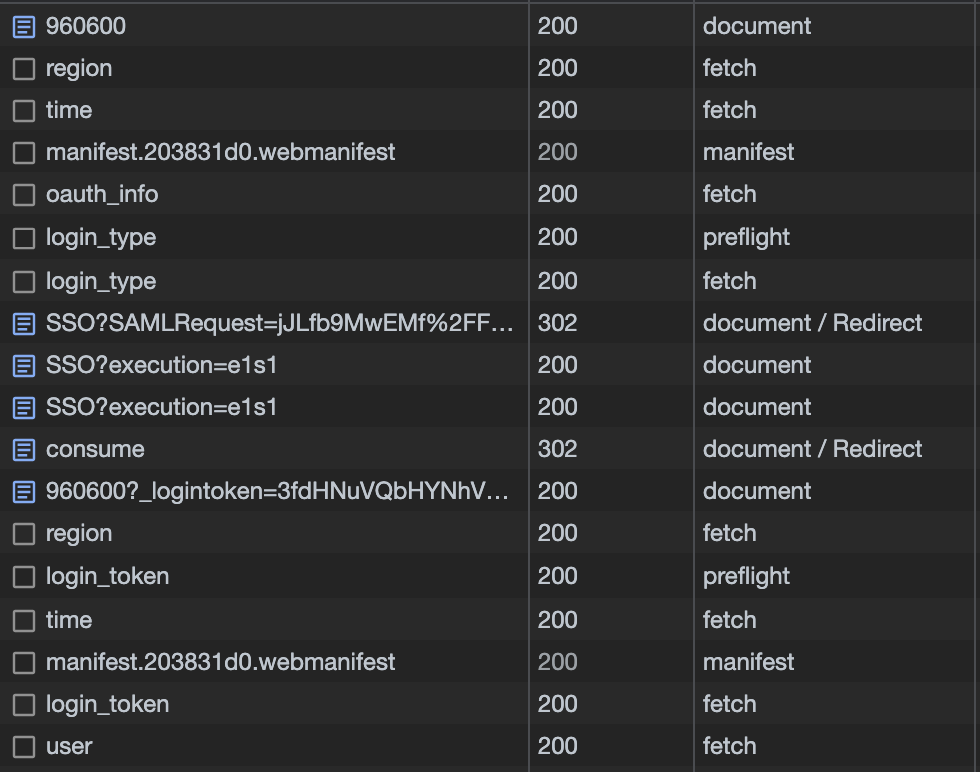 960600 200 document
region 200 fetch
time 200 fetch
manifest.203831d0.webmanifest 200 manifest
oauth_info 200 fetch
login_type 200 preflight
login_type 200 fetch
SSO?SAMLRequest=jJLfb9MwEMf%2FF... 302 document / Redirect
SSO?execution=e1s1 200 document
SSO?execution=e1s1 200 document
consume 302 document / Redirect
960600?_logintoken=3fdHNuVQbHYNhV... 200 document
region 200 fetch
login_token 200 preflight
time 200 fetch
manifest.203831d0.webmanifest 200 manifest
login_token 200 fetch
user 200 fetch